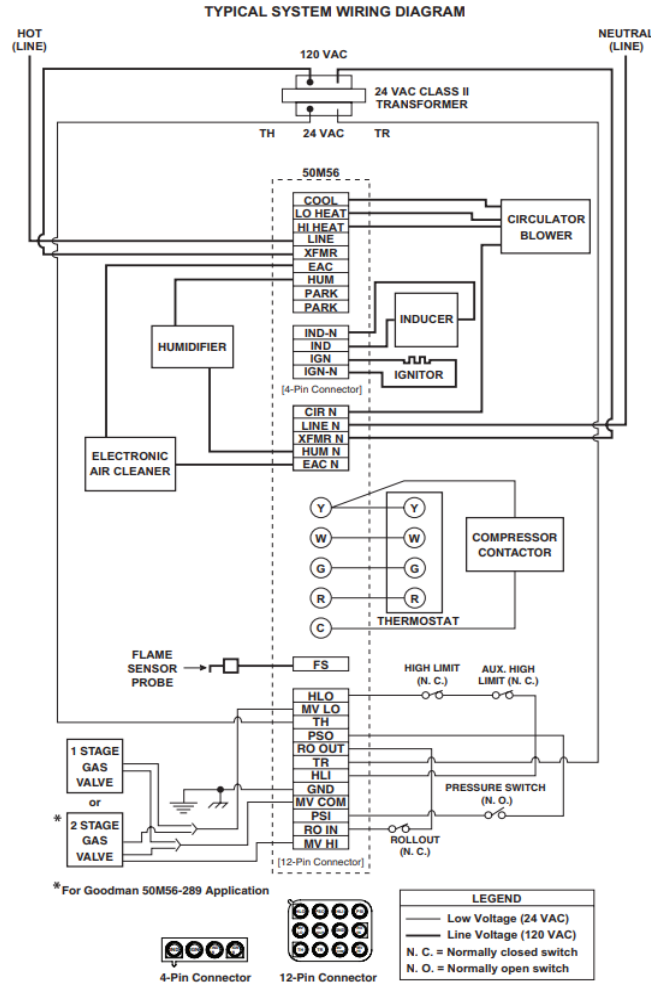 TYPICAL SYSTEM WIRING DIAGRAM
HOT
(LINE)
NEUTRAL
(LINE)
120 VAC
24 VAC CLASS II
TRANSFORMER
TH 24 VAC TR
50M56
COOL
LO HEAT
HI HEAT
LINE
XFMR
EAC
HUM
PARK
PARK
CIRCULATOR
BLOWER
IND-N
IND
IGN
IGN-N
[4-Pin Connector]
INDUCER
IGNITOR
HUMIDIFIER
CIR N
LINE N
XFMR N
HUM N
EAC N
ELECTRONIC
AIR CLEANER
Y Y
W W
G G
R R
C
THERMOSTAT
COMPRESSOR
CONTACTOR
FLAME
SENSOR
PROBE
FS
HIGH LIMIT
(N. C.)
AUX. HIGH
LIMIT (N. C.)
HLO
MV LO
TH
PSO
RO OUT
TR
HLI
GND
MV COM
PSI
RO IN
MV HI
[12-Pin Connector]
1 STAGE
GAS
VALVE
or
*
2 STAGE
GAS
VALVE
PRESSURE SWITCH
(N. O.)
ROLLOUT
(N. C.)
*For Goodman 50M56-289 Application
4-Pin Connector
12-Pin Connector
LEGEND
Low Voltage (24 VAC)
Line Voltage (120 VAC)
N. C. = Normally closed switch
N. O. = Normally open switch